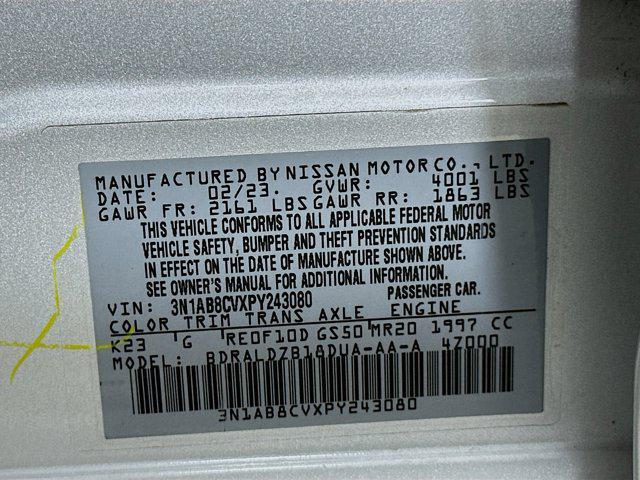 MANUFACTURED BY NISSAN MOTOR CO., LTD.
DATE: 02/23. GVWR: 4001 LBS
GAWR FR: 2161 LBS GAWR RR: 1863 LBS
THIS VEHICLE CONFORMS TO ALL APPLICABLE FEDERAL MOTOR
VEHICLE SAFETY, BUMPER AND THEFT PREVENTION STANDARDS
IN EFFECT ON THE DATE OF MANUFACTURE SHOWN ABOVE.
SEE OWNER'S MANUAL FOR ADDITIONAL INFORMATION.
VIN: 3N1AB8CVXPY243080 PASSENGER CAR.
COLOR TRIM TRANS AXLE ENGINE
K23 G RE0F10D GS50 MR20 1997 CC
MODEL: BDRALDZB18DUA-AA-A 4Z000
3N1AB8CVXPY243080